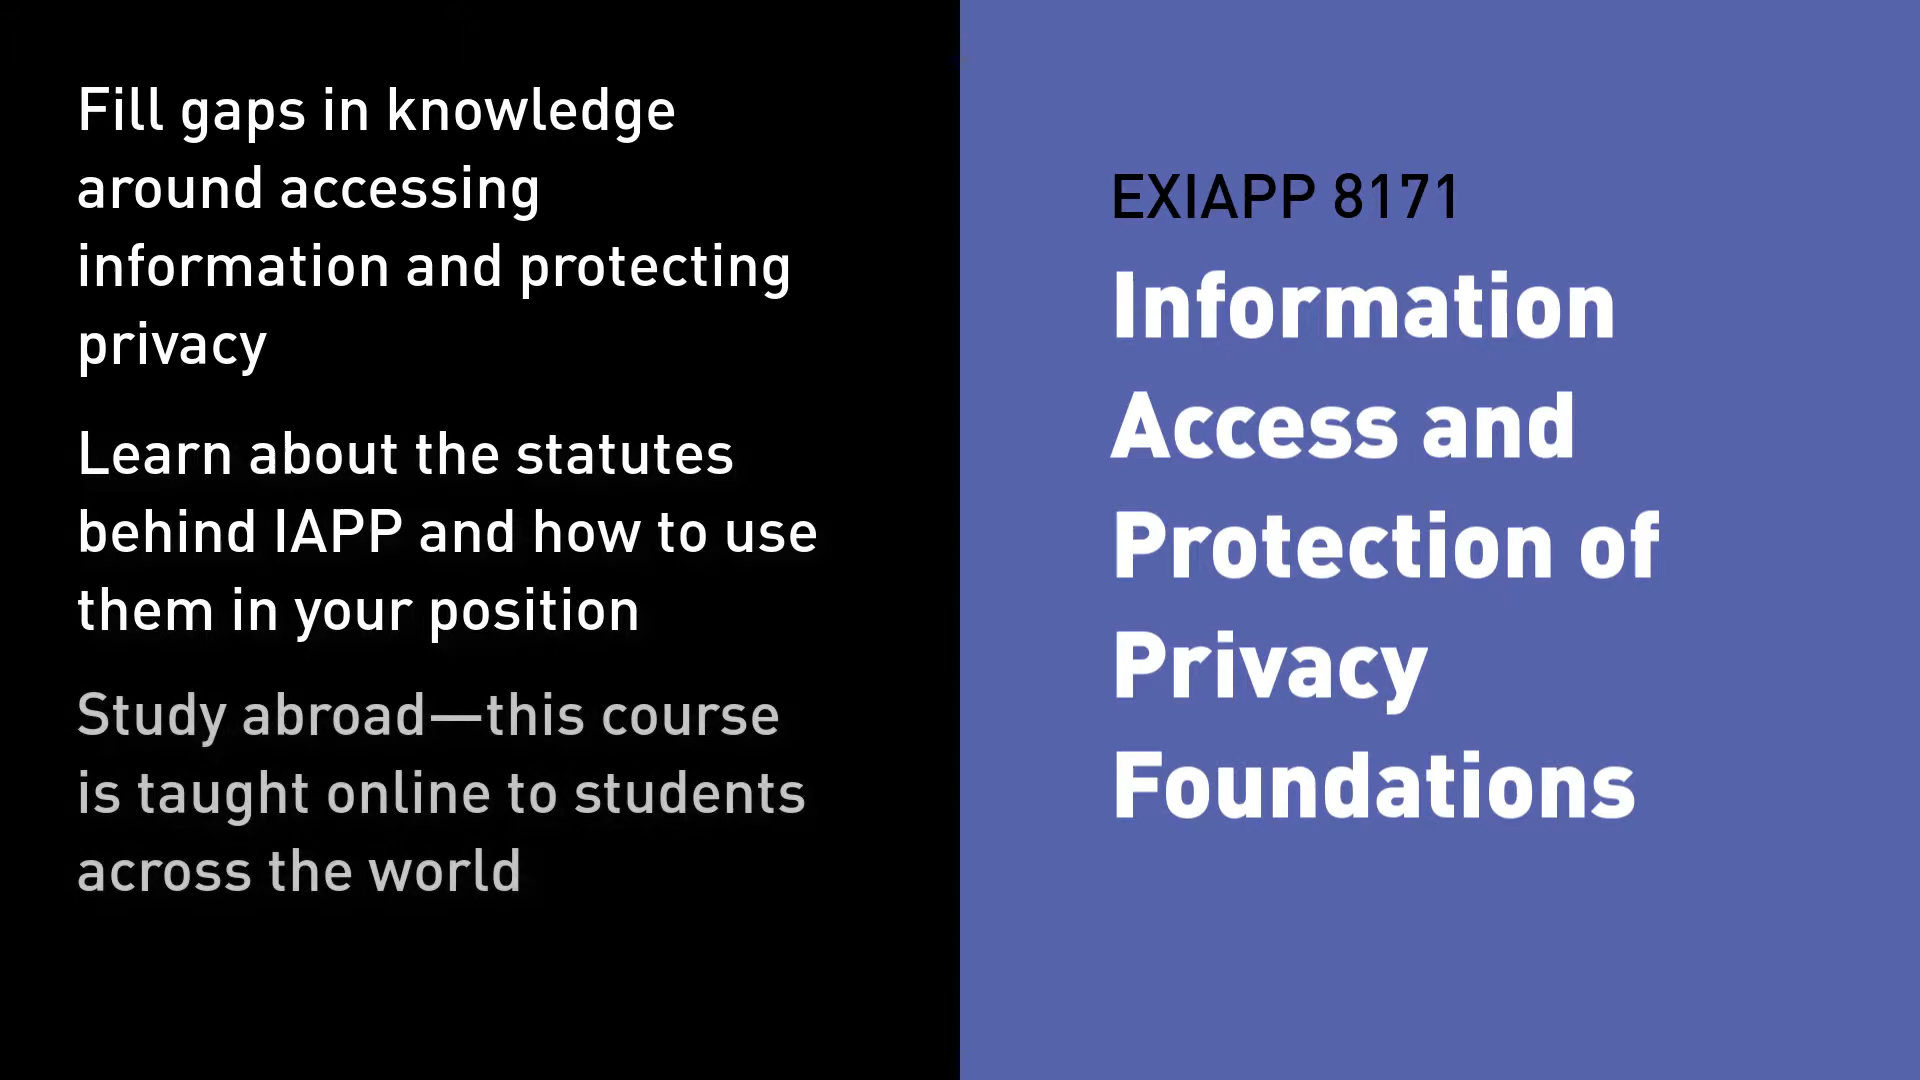 Fill gaps in knowledge
around accessing
information and protecting
privacy
Learn about the statutes
behind IAPP and how to use
them in your position
Study abroad—this course
is taught online to students
across the world
EXIAPP 8171
Information
Access and
Protection of
Privacy
Foundations